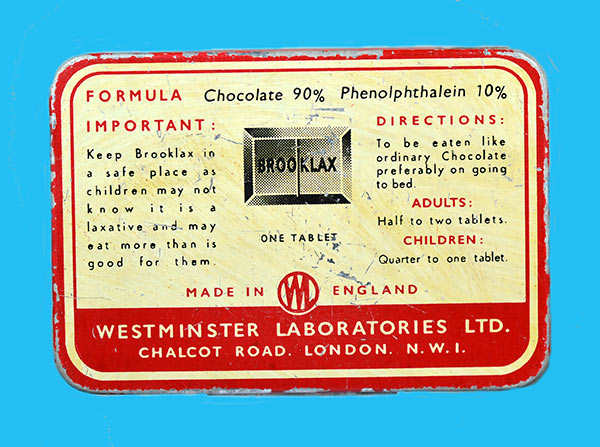 FORMULA Chocolate 90% Phenolphthalein 10%
IMPORTANT:
Keep Brooklax in
a safe place as
children may not
know it is a
laxative and may
eat more than is
good for them.
BROOKLAX
ONE TABLET
DIRECTIONS:
To be eaten like
ordinary Chocolate
preferably on going
to bed.
ADULTS:
Half to two tablets.
CHILDREN:
Quarter to one tablet.
MADE IN WL ENGLAND
WESTMINSTER LABORATORIES LTD.
CHALCOT ROAD. LONDON. N.W.I.